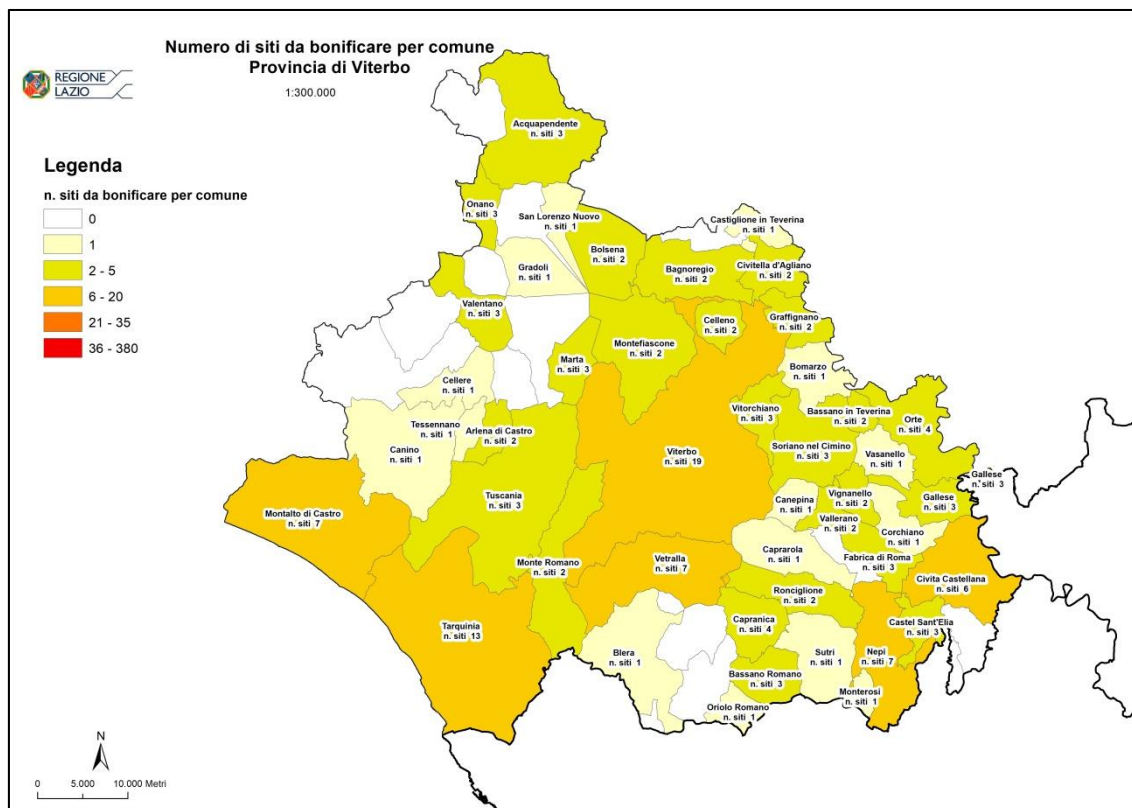 Numero di siti da bonificare per comune
Provincia di Viterbo
1:300.000
REGIONE
LAZIO
Legenda
n. siti da bonificare per comune
0
1
2 - 5
6 - 20
21 - 35
36 - 380
Acquapendente
n. siti 3
Onano
n. siti 3
San Lorenzo Nuovo
n. siti 1
Castiglione in Teverina
n. siti 1
Bolsena
n. siti 2
Gradoli
n. siti 1
Bagnoregio
n. siti 2
Civitella d'Agliano
n. siti 2
Valentano
n. siti 3
Celleno
n. siti 2
Graffignano
n. siti 2
Montefiascone
n. siti 2
Marta
n. siti 3
Bomarzo
n. siti 1
Cellere
n. siti 1
Tessennano
n. siti 1
Arlena di Castro
n. siti 2
Vitorchiano
n. siti 3
Bassano in Teverina
n. siti 2
Orte
n. siti 4
Canino
n. siti 1
Viterbo
n. siti 19
Soriano nel Cimino
n. siti 3
Vasanello
n. siti 1
Gallese
n. siti 3
Tuscania
n. siti 3
Canepina
n. siti 1
Vignanello
n. siti 2
Gallese
n. siti 3
Montalto di Castro
n. siti 7
Vallerano
n. siti 2
Corchiano
n. siti 1
Monte Romano
n. siti 2
Vetralla
n. siti 7
Caprarola
n. siti 1
Fabrica di Roma
n. siti 3
Civita Castellana
n. siti 6
Ronciglione
n. siti 2
Tarquinia
n. siti 13
Capranica
n. siti 4
Castel Sant'Elia
n. siti 3
Blera
n. siti 1
Sutri
n. siti 1
Nepi
n. siti 7
Bassano Romano
n. siti 3
Monterosi
n. siti 1
Oriolo Romano
n. siti 1
N
0 5.000 10.000 Metri